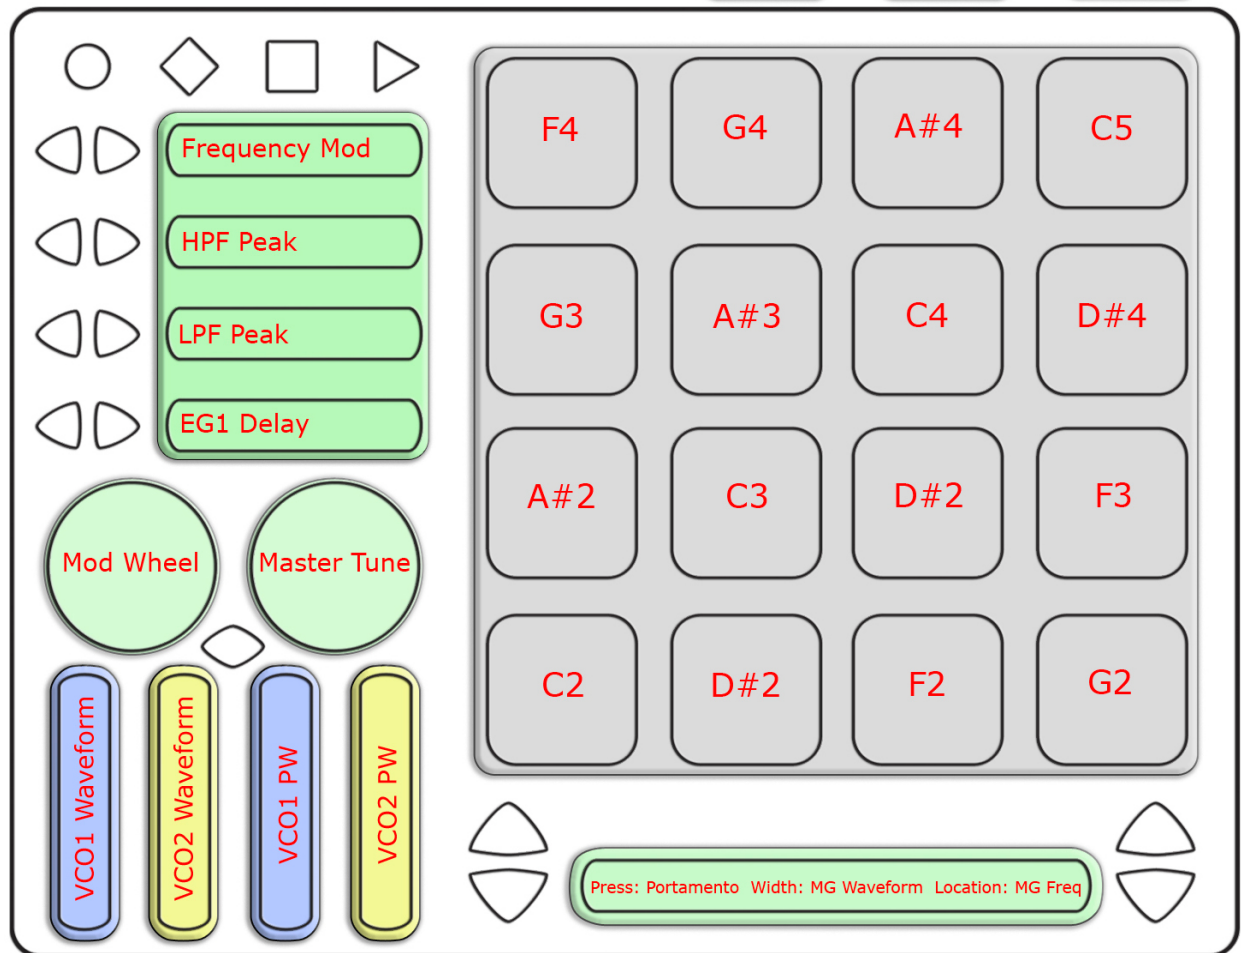 Frequency Mod
HPF Peak
LPF Peak
EG1 Delay
Mod Wheel
Master Tune
VCO1 Waveform
VCO2 Waveform
VCO1 PW
VCO2 PW
F4 G4 A#4 C5
G3 A#3 C4 D#4
A#2 C3 D#2 F3
C2 D#2 F2 G2
Press: Portamento Width: MG Waveform Location: MG Freq